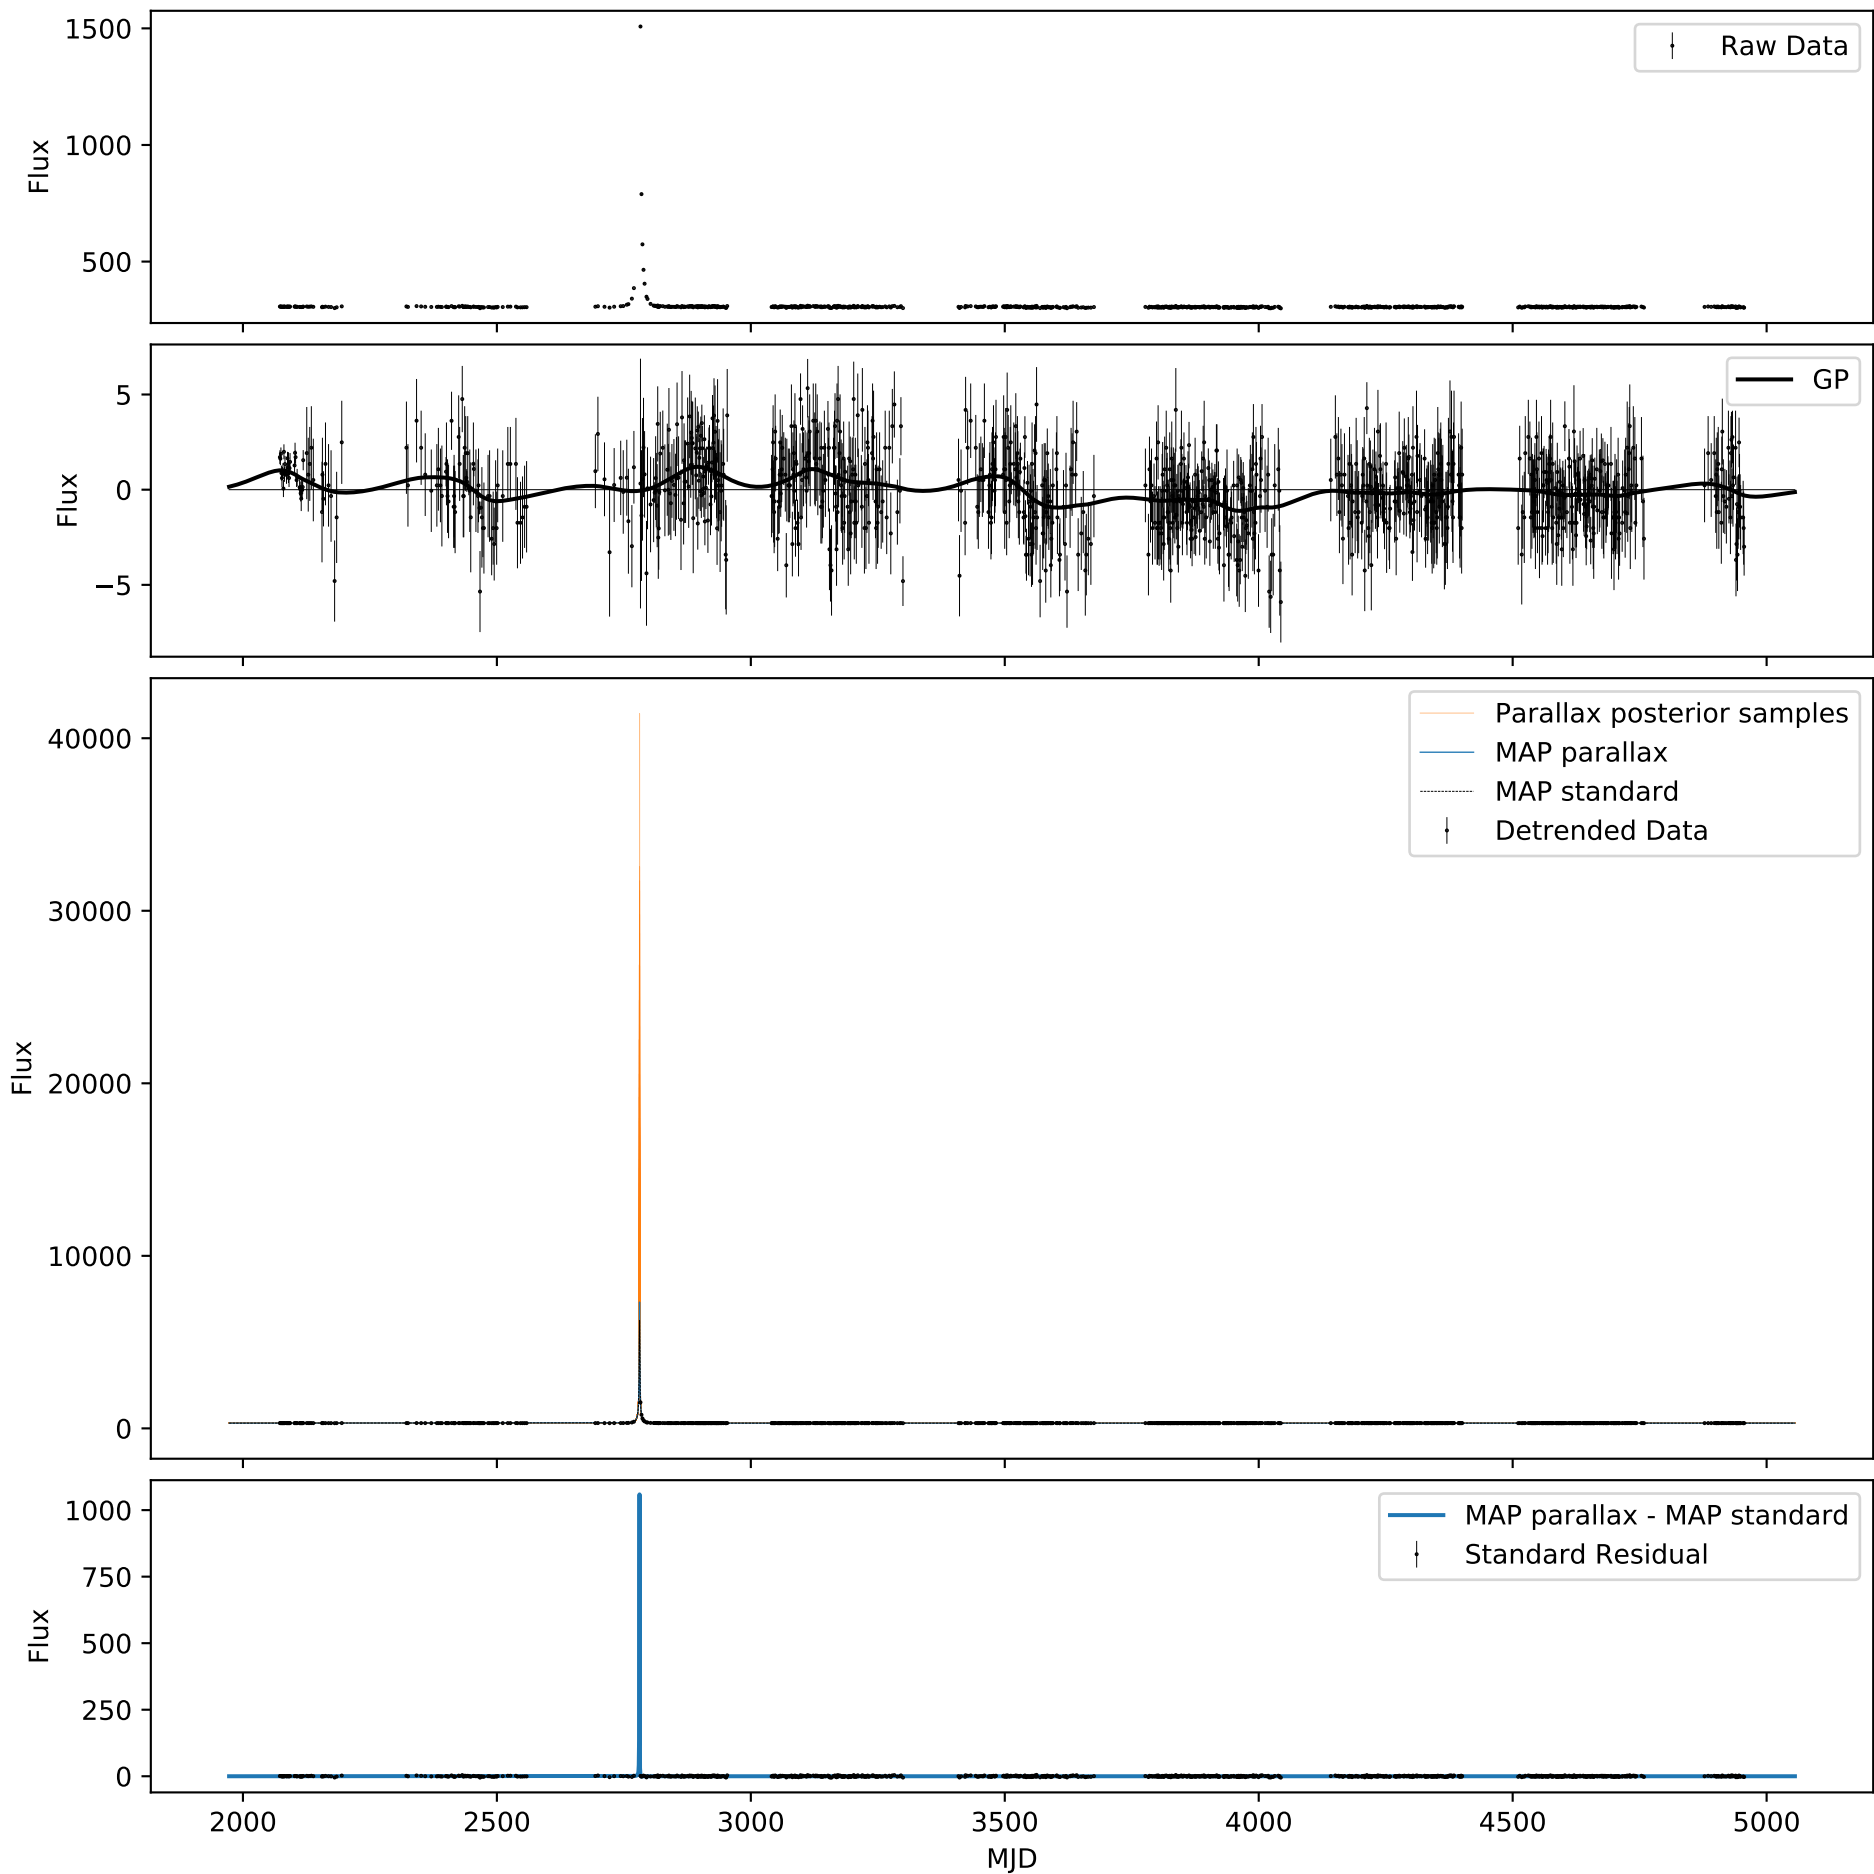 1500
1000
500
Flux
Raw Data
5
0
−5
Flux
GP
40000
30000
20000
10000
0
Flux
Parallax posterior samples
MAP parallax
MAP standard
Detrended Data
1000
750
500
250
0
Flux
MAP parallax - MAP standard
Standard Residual
2000 2500 3000 3500 4000 4500 5000
MJD